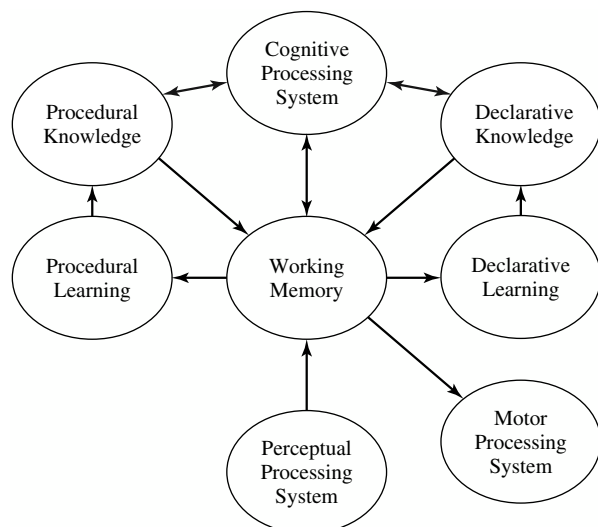 Cognitive
Processing
System
Procedural
Knowledge
Declarative
Knowledge
Procedural
Learning
Working
Memory
Declarative
Learning
Perceptual
Processing
System
Motor
Processing
System